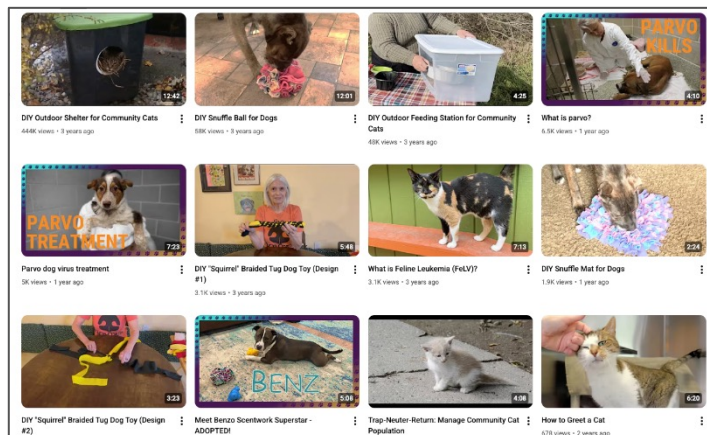 12:42
12:01
4:25
PARVO
KILLS
4:10
DIY Outdoor Shelter for Community Cats
444K views • 3 years ago
DIY Snuffle Ball for Dogs
58K views • 3 years ago
DIY Outdoor Feeding Station for Community
Cats
48K views • 3 years ago
What is parvo?
6.5K views • 1 year ago
PARVO
TREATMENT
7:23
5:48
7:13
2:24
Parvo dog virus treatment
5K views • 1 year ago
DIY "Squirrel" Braided Tug Dog Toy (Design
#1)
3.1K views • 3 years ago
What is Feline Leukemia (FeLV)?
3.1K views • 3 years ago
DIY Snuffle Mat for Dogs
1.9K views • 1 year ago
3:23
BENZ
5:08
4:08
6:20
DIY "Squirrel" Braided Tug Dog Toy (Design
#2)
Meet Benzo Scentwork Superstar -
ADOPTED!
Trap-Neuter-Return: Manage Community Cat
Population
How to Greet a Cat
678 views • 2 years ago